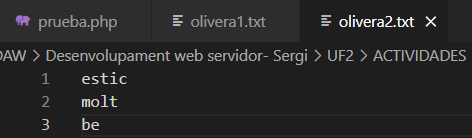 prueba.php olivera1.txt olivera2.txt
DAW > Desenvolupament web servidor- Sergi > UF2 > ACTIVIDADES
1 estic
2 molt
3 be